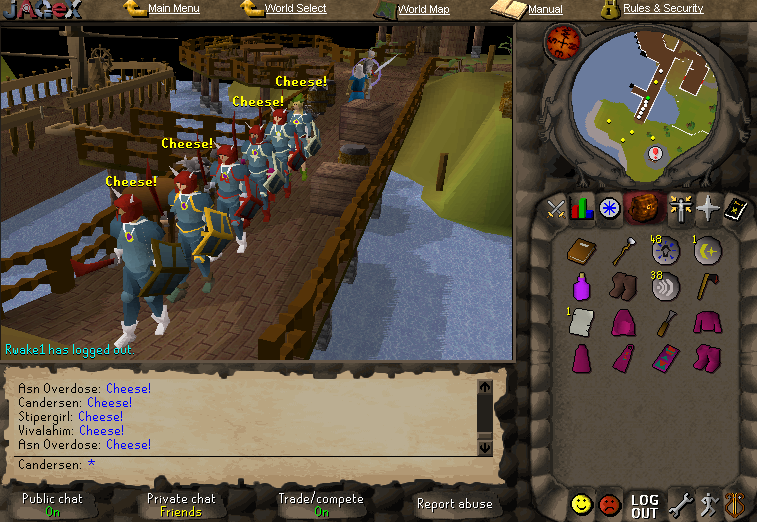 JAGEX
Main Menu
World Select
World Map
Manual
Rules & Security
Cheese!
Cheese!
Cheese!
Cheese!
48
1
38
1
Rwake1 has logged out.
Asn Overdose: Cheese!
Candersen: Cheese!
Stipergirl: Cheese!
Vivalahim: Cheese!
Asn Overdose: Cheese!
Candersen: *
Public chat
On
Private chat
Friends
Trade/compete
On
Report abuse
LOG
OUT